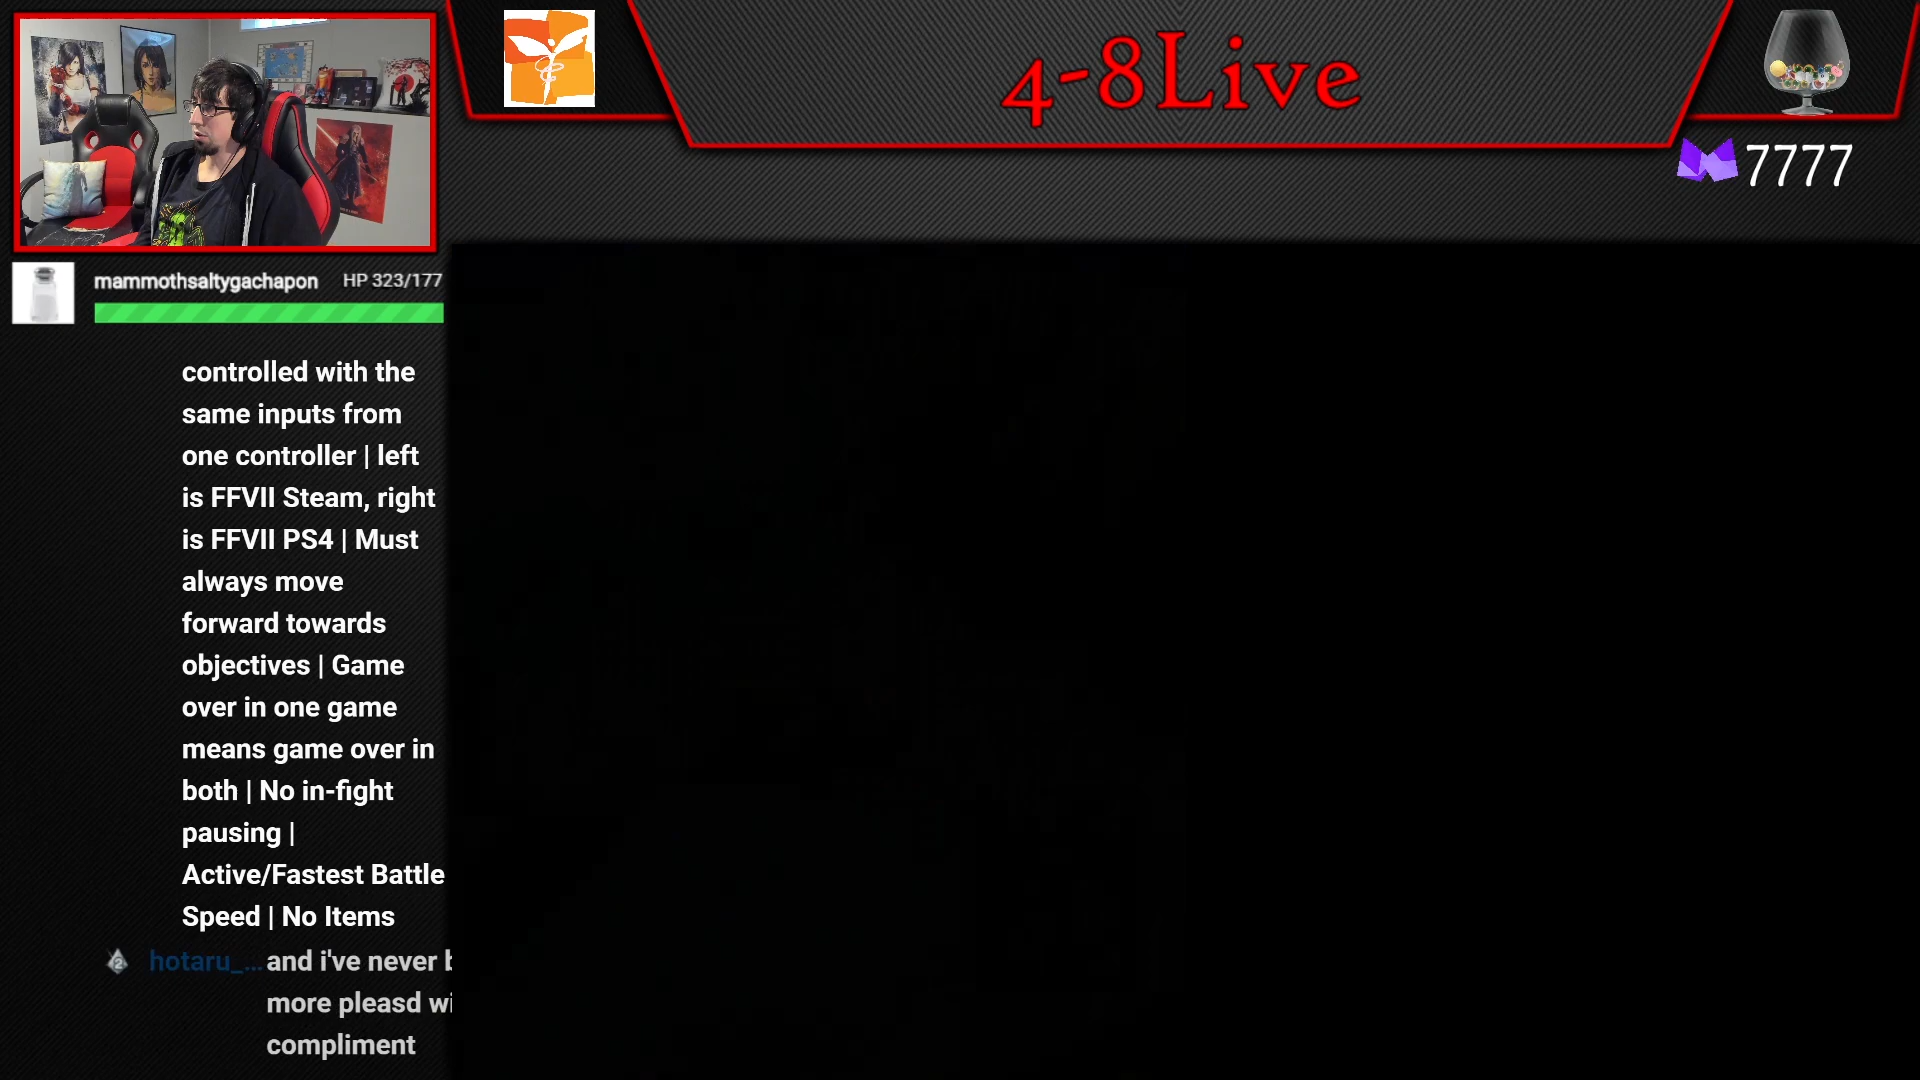 4-8Live
7777
mammothsaltygachapon HP 323/177
controlled with the
same inputs from
one controller | left
is FFVII Steam, right
is FFVII PS4 | Must
always move
forward towards
objectives | Game
over in one game
means game over in
both | No in-fight
pausing |
Active/Fastest Battle
Speed | No Items
2 hotaru_... and i've never
more pleasd
compliment